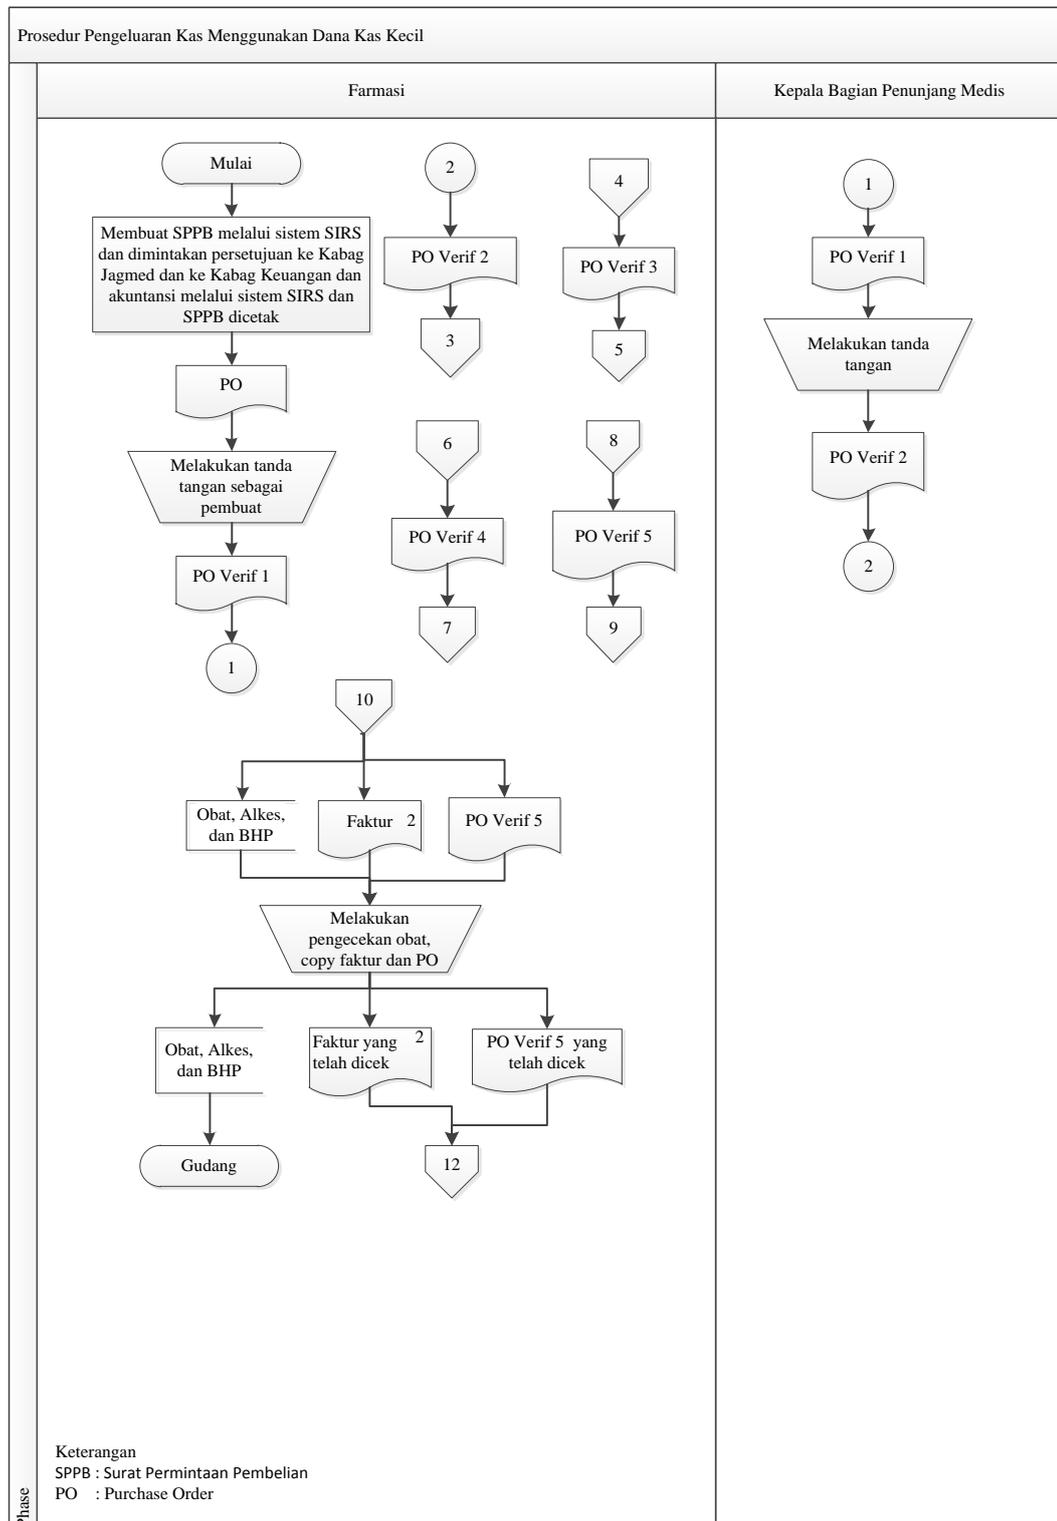 Prosedur Pengeluaran Kas Menggunakan Dana Kas Kecil
Farmasi
Kepala Bagian Penunjang Medis
Mulai
Membuat SPPB melalui sistem SIRS
dan dimintakan persetujuan ke Kabag
Jagmed dan ke Kabag Keuangan dan
akuntansi melalui sistem SIRS dan
SPPB dicetak
PO
Melakukan tanda
tangan sebagai
pembuat
PO Verif 1
1
2
PO Verif 2
3
4
PO Verif 3
5
6
PO Verif 4
7
8
PO Verif 5
9
10
Obat, Alkes,
dan BHP
Faktur 2
PO Verif 5
Melakukan
pengecekan obat,
copy faktur dan PO
Obat, Alkes,
dan BHP
Faktur yang 2
telah dicek
PO Verif 5 yang
telah dicek
Gudang
12
1
PO Verif 1
Melakukan tanda
tangan
PO Verif 2
2
Keterangan
SPPB : Surat Permintaan Pembelian
PO : Purchase Order
Phase